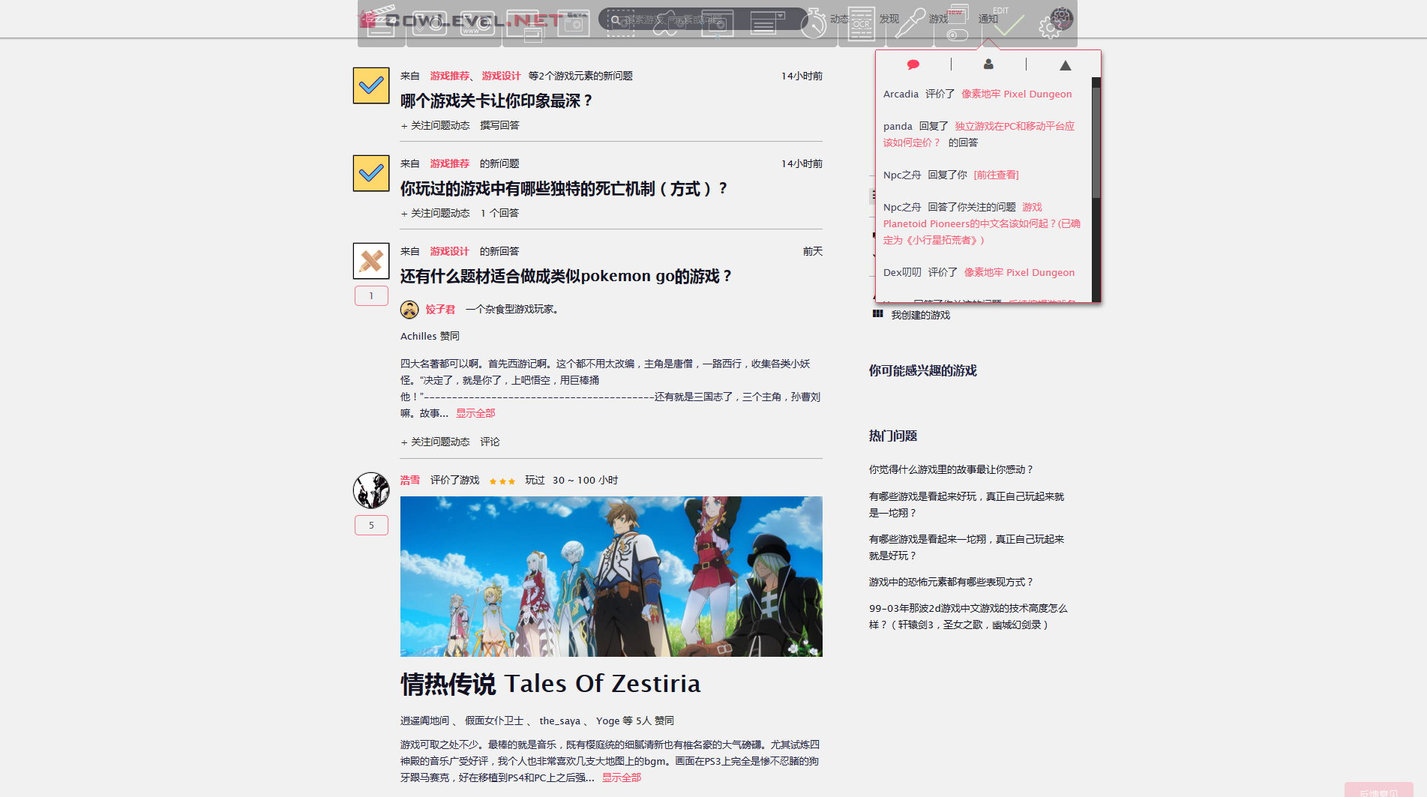 COWLEVEL.NET
动态
发现
游戏
通知
new
OCR
EDIT
来自 游戏推荐、 游戏设计 等2个游戏元素的新问题
14小时前
哪个游戏关卡让你印象最深？
+ 关注问题动态 撰写回答
来自 游戏推荐 的新问题
14小时前
你玩过的游戏中有哪些独特的死亡机制（方式）？
+ 关注问题动态 1 个回答
来自 游戏设计 的新回答
前天
还有什么题材适合做成类似pokemon go的游戏？
1
饺子君 一个杂食型游戏玩家。
Achilles 赞同
四大名著都可以啊。首先西游记啊。这个都不用太改编，主角是唐僧，一路西行，收集各类小妖
怪。“决定了，就是你了，上吧悟空，用巨棒捅
他！”------------------------------------------还有就是三国志了，三个主角，孙曹刘
嘛。故事... 显示全部
+ 关注问题动态 评论
浩雪 评价了游戏 ★★★ 玩过 30 ~ 100 小时
5
情热传说 Tales Of Zestiria
逍遥阁地间 、 假面女仆卫士 、 the_saya 、 Yoge 等 5人 赞同
游戏可取之处不少。最棒的就是音乐，既有樱庭统的细腻清新也有椎名豪的大气磅礴。尤其试炼四
神殿的音乐广受好评，我个人也非常喜欢几支大地图上的bgm。画面在PS3上完全是惨不忍睹的狗
牙跟马赛克，好在移植到PS4和PC上之后强... 显示全部
Arcadia 评价了 像素地牢 Pixel Dungeon
panda 回复了 独立游戏在PC和移动平台应
该如何定价？ 的回答
Npc之舟 回复了你 [前往查看]
Npc之舟 回答了你关注的问题 游戏
Planetoid Pioneers的中文名该如何起？(已确
定为《小行星拓荒者》)
Dex叨叨 评价了 像素地牢 Pixel Dungeon
我创建的游戏
你可能感兴趣的游戏
热门问题
你觉得什么游戏里的故事最让你感动？
有哪些游戏是看起来好玩，真正自己玩起来就
是一坨翔？
有哪些游戏是看起来一坨翔，真正自己玩起来
就是好玩？
游戏中的恐怖元素都有哪些表现方式？
99-03年那波2d游戏中文游戏的技术高度怎么
样？（轩辕剑3，圣女之歌，幽城幻剑录）